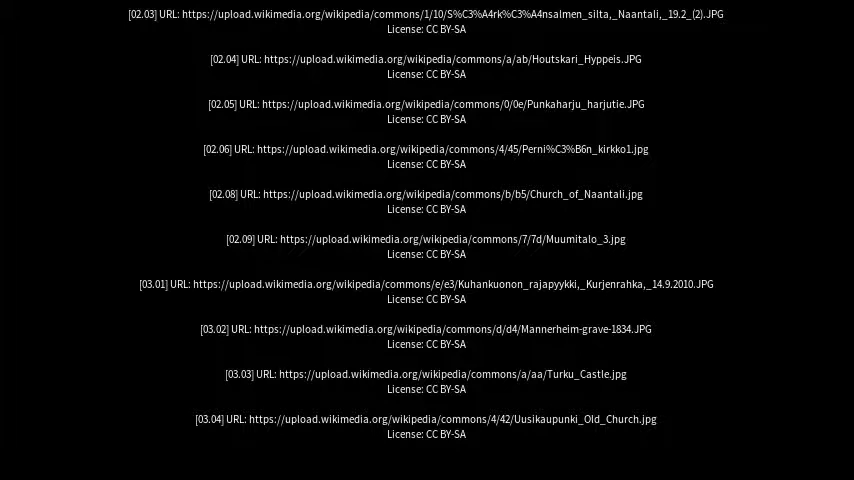 [02.03] URL: https://upload.wikimedia.org/wikipedia/commons/1/10/S%C3%A4rk%C3%A4nsalmen_silta,_Naantali,_19.2_(2).JPG
License: CC BY-SA
[02.04] URL: https://upload.wikimedia.org/wikipedia/commons/a/ab/Houtskari_Hyppeis.JPG
License: CC BY-SA
[02.05] URL: https://upload.wikimedia.org/wikipedia/commons/0/0e/Punkaharju_harjutie.JPG
License: CC BY-SA
[02.06] URL: https://upload.wikimedia.org/wikipedia/commons/4/45/Perni%C3%B6n_kirkko1.jpg
License: CC BY-SA
[02.08] URL: https://upload.wikimedia.org/wikipedia/commons/b/b5/Church_of_Naantali.jpg
License: CC BY-SA
[02.09] URL: https://upload.wikimedia.org/wikipedia/commons/7/7d/Muumitalo_3.jpg
License: CC BY-SA
[03.01] URL: https://upload.wikimedia.org/wikipedia/commons/e/e3/Kuhankuonon_rajapyykki,_Kurjenrahka,_14.9.2010.JPG
License: CC BY-SA
[03.02] URL: https://upload.wikimedia.org/wikipedia/commons/d/d4/Mannerheim-grave-1834.JPG
License: CC BY-SA
[03.03] URL: https://upload.wikimedia.org/wikipedia/commons/a/aa/Turku_Castle.jpg
License: CC BY-SA
[03.04] URL: https://upload.wikimedia.org/wikipedia/commons/4/42/Uusikaupunki_Old_Church.jpg
License: CC BY-SA